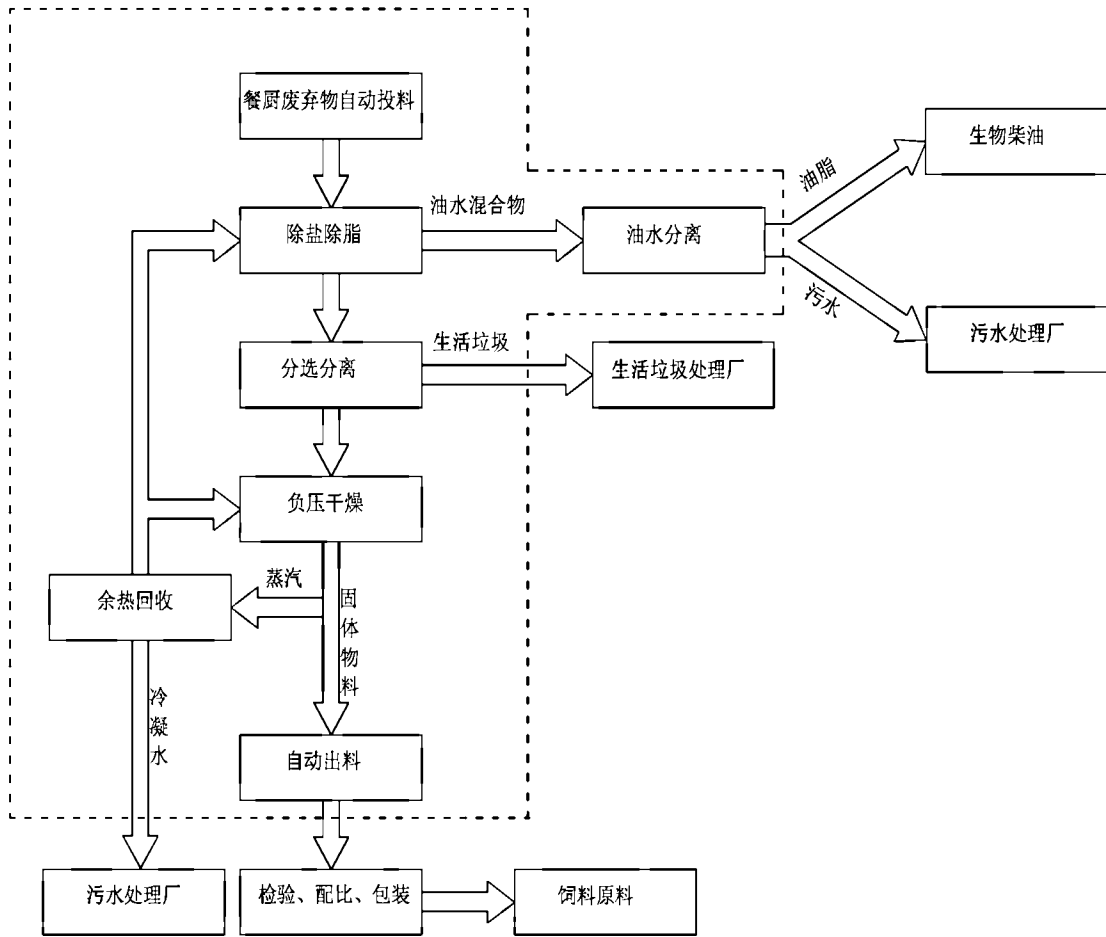 餐厨废弃物自动投料
生物柴油
油脂
油水混合物
除盐除脂
油水分离
污水
污水处理厂
生活垃圾
分选分离
生活垃圾处理厂
负压干燥
蒸汽
余热回收
固体物料
冷凝水
自动出料
污水处理厂
检验、配比、包装
饲料原料